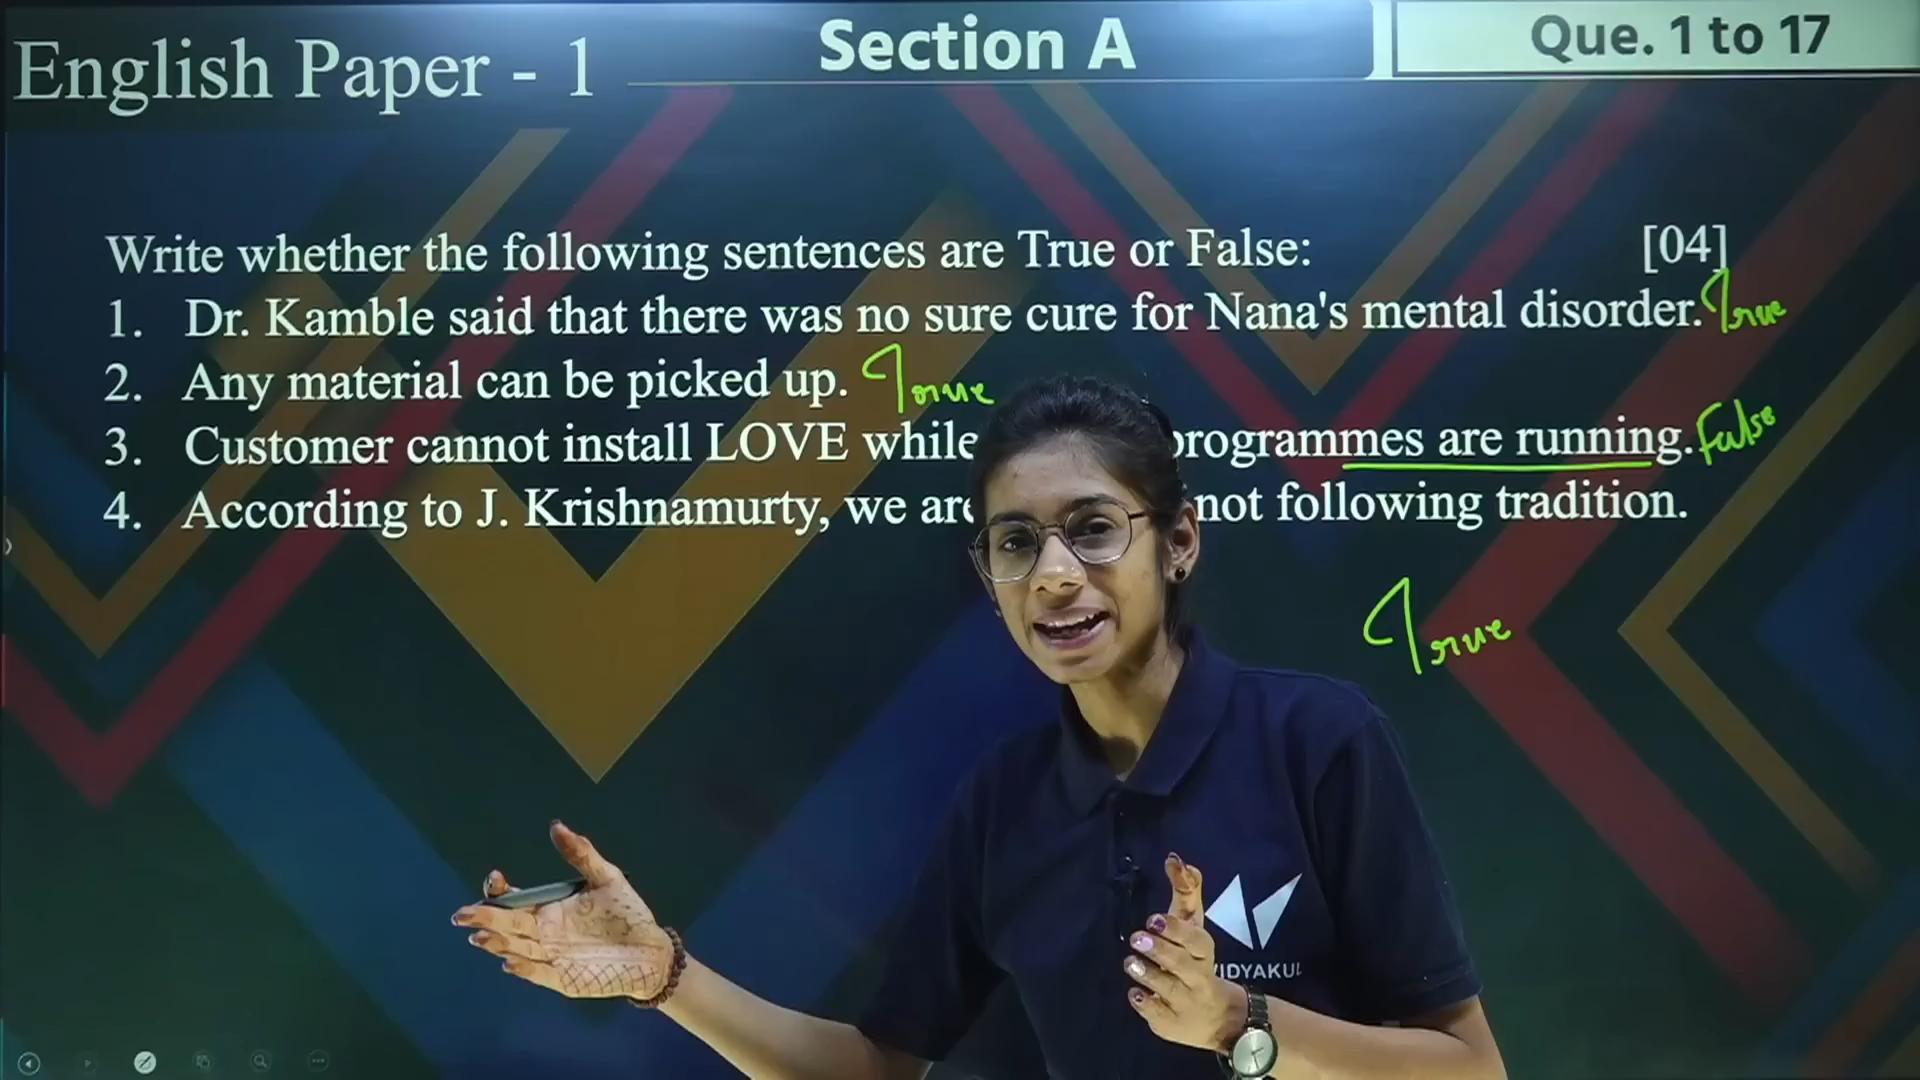 English Paper - 1
Section A
Que. 1 to 17
Write whether the following sentences are True or False: [04]
1. Dr. Kamble said that there was no sure cure for Nana's mental disorder. True
2. Any material can be picked up. True
3. Customer cannot install LOVE while programmes are running. False
4. According to J. Krishnamurty, we are not following tradition.
True
VIDYAKUL